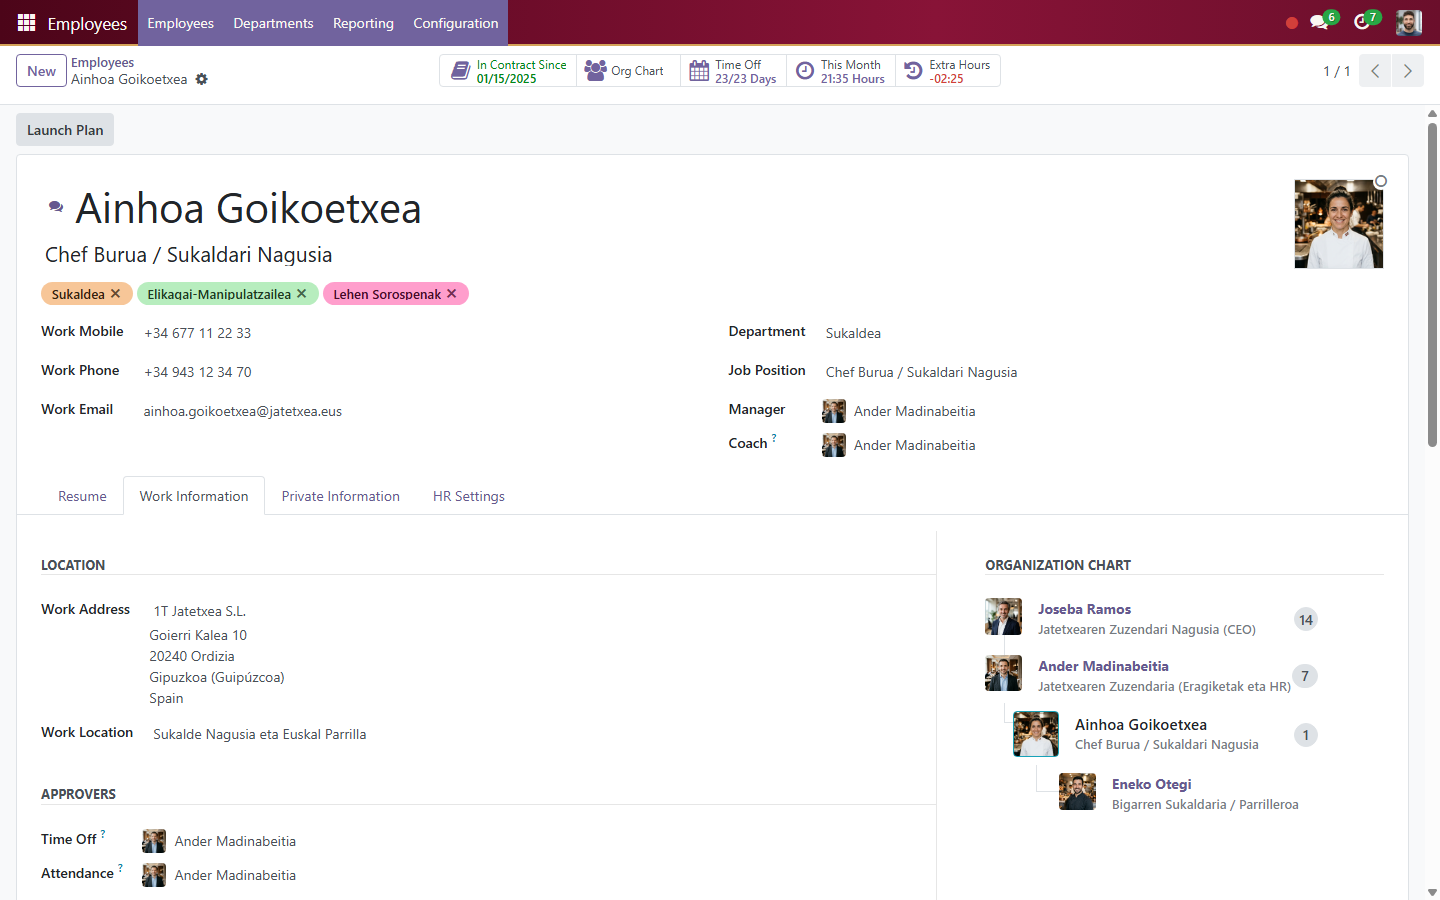 Employees
Employees Departments Reporting Configuration
6
7
New
Employees
Ainhoa Goikoetxea
In Contract Since
01/15/2025
Org Chart
Time Off
23/23 Days
This Month
21:35 Hours
Extra Hours
-02:25
1 / 1
Launch Plan
Ainhoa Goikoetxea
Chef Burua / Sukaldari Nagusia
Sukaldea ✕ Elikagai-Manipulatzailea ✕ Lehen Sorospenak ✕
Work Mobile +34 677 11 22 33
Work Phone +34 943 12 34 70
Work Email ainhoa.goikoetxea@jatetxea.eus
Department Sukaldea
Job Position Chef Burua / Sukaldari Nagusia
Manager Ander Madinabeitia
Coach ? Ander Madinabeitia
Resume Work Information Private Information HR Settings
LOCATION
Work Address 1T Jatetxea S.L.
Goierri Kalea 10
20240 Ordizia
Gipuzkoa (Guipúzcoa)
Spain
Work Location Sukalde Nagusia eta Euskal Parrilla
APPROVERS
Time Off ? Ander Madinabeitia
Attendance ? Ander Madinabeitia
ORGANIZATION CHART
Joseba Ramos
Jatetxearen Zuzendari Nagusia (CEO)
14
Ander Madinabeitia
Jatetxearen Zuzendaria (Eragiketak eta HR)
7
Ainhoa Goikoetxea
Chef Burua / Sukaldari Nagusia
1
Eneko Otegi
Bigarren Sukaldaria / Parrilleroa